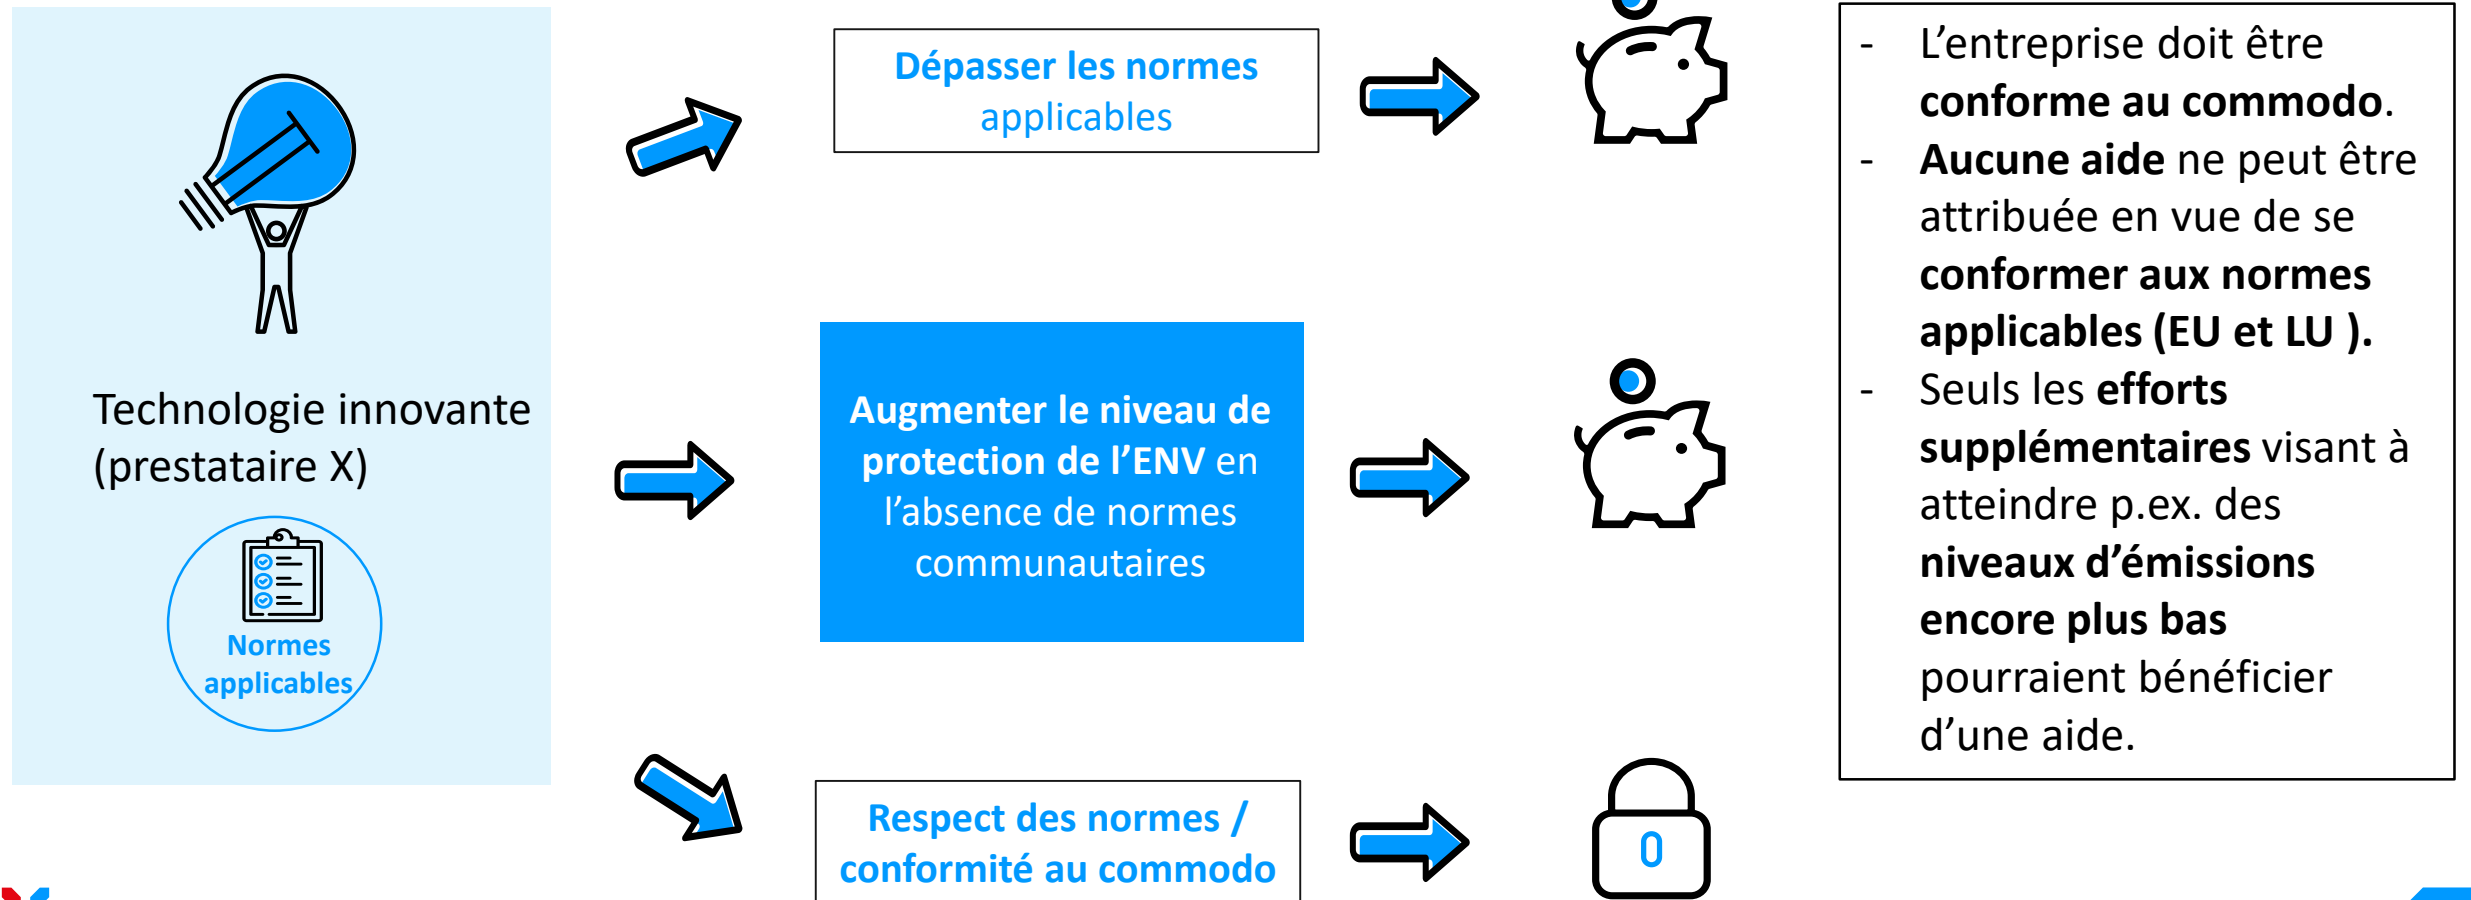 Technologie innovante
(prestataire X)
Normes
applicables
Dépasser les normes
applicables
Augmenter le niveau de
protection de l’ENV en
l’absence de normes
communautaires
Respect des normes /
conformité au commodo
- L’entreprise doit être
conforme au commodo.
- Aucune aide ne peut être
attribuée en vue de se
conformer aux normes
applicables (EU et LU ).
- Seuls les efforts
supplémentaires visant à
atteindre p.ex. des
niveaux d’émissions
encore plus bas
pourraient bénéficier
d’une aide.